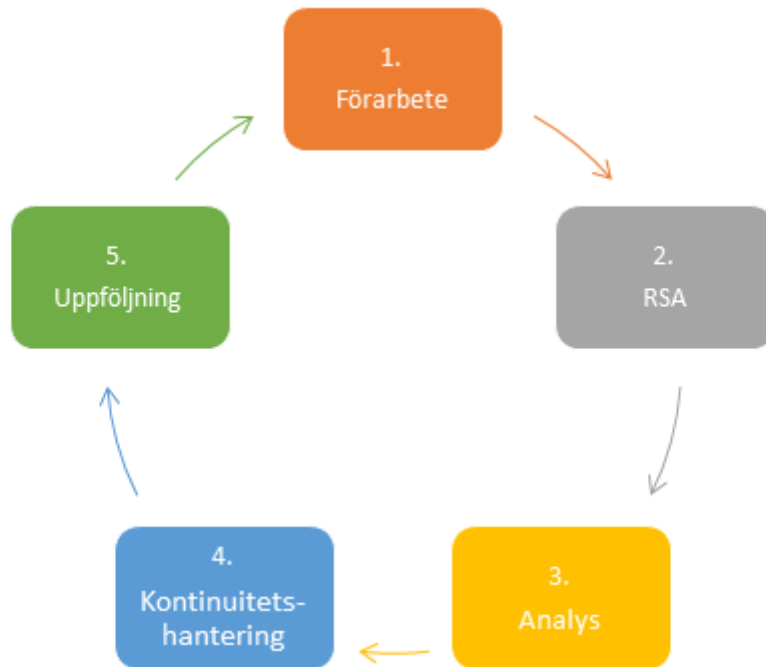 1.
Förarbete
2.
RSA
3.
Analys
4.
Kontinuitets-
hantering
5.
Uppföljning